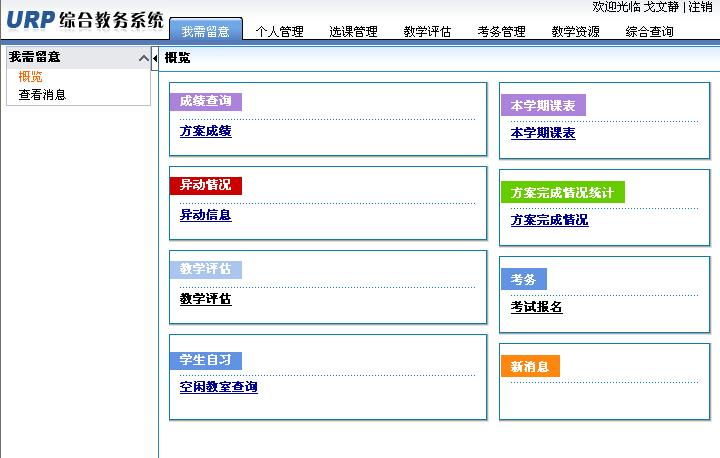 欢迎光临 戈文静 | 注销
URP综合教务系统
我需留意 个人管理 选课管理 教学评估 考务管理 教学资源 综合查询
我需留意
概览
查看消息
概览
成绩查询
方案成绩
异动情况
异动信息
教学评估
教学评估
学生自习
空闲教室查询
本学期课表
本学期课表
方案完成情况统计
方案完成情况
考务
考试报名
新消息